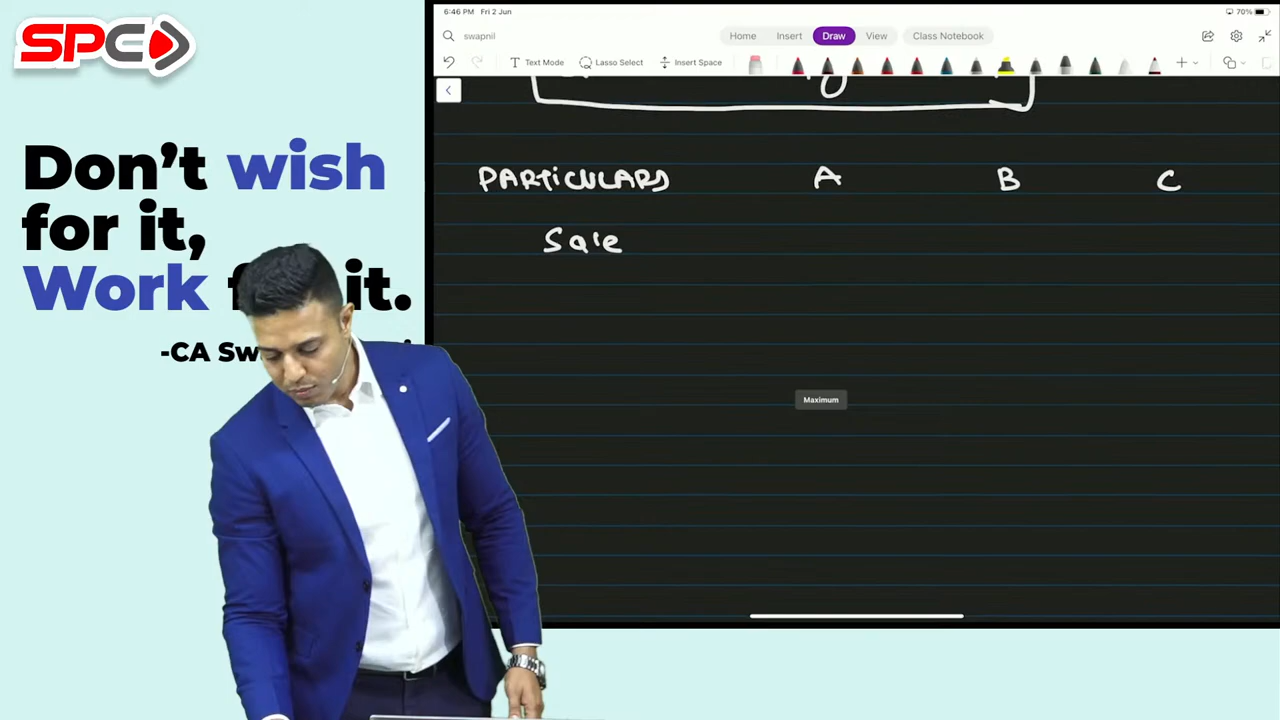 SPC
Don't wish
for it,
Work f it.
-CA Sw
6:46 PM Fri 2 Jun
70%
swapnil
Home Insert Draw View Class Notebook
Text Mode Lasso Select Insert Space
PARTICULARS A B C
Sale
Maximum